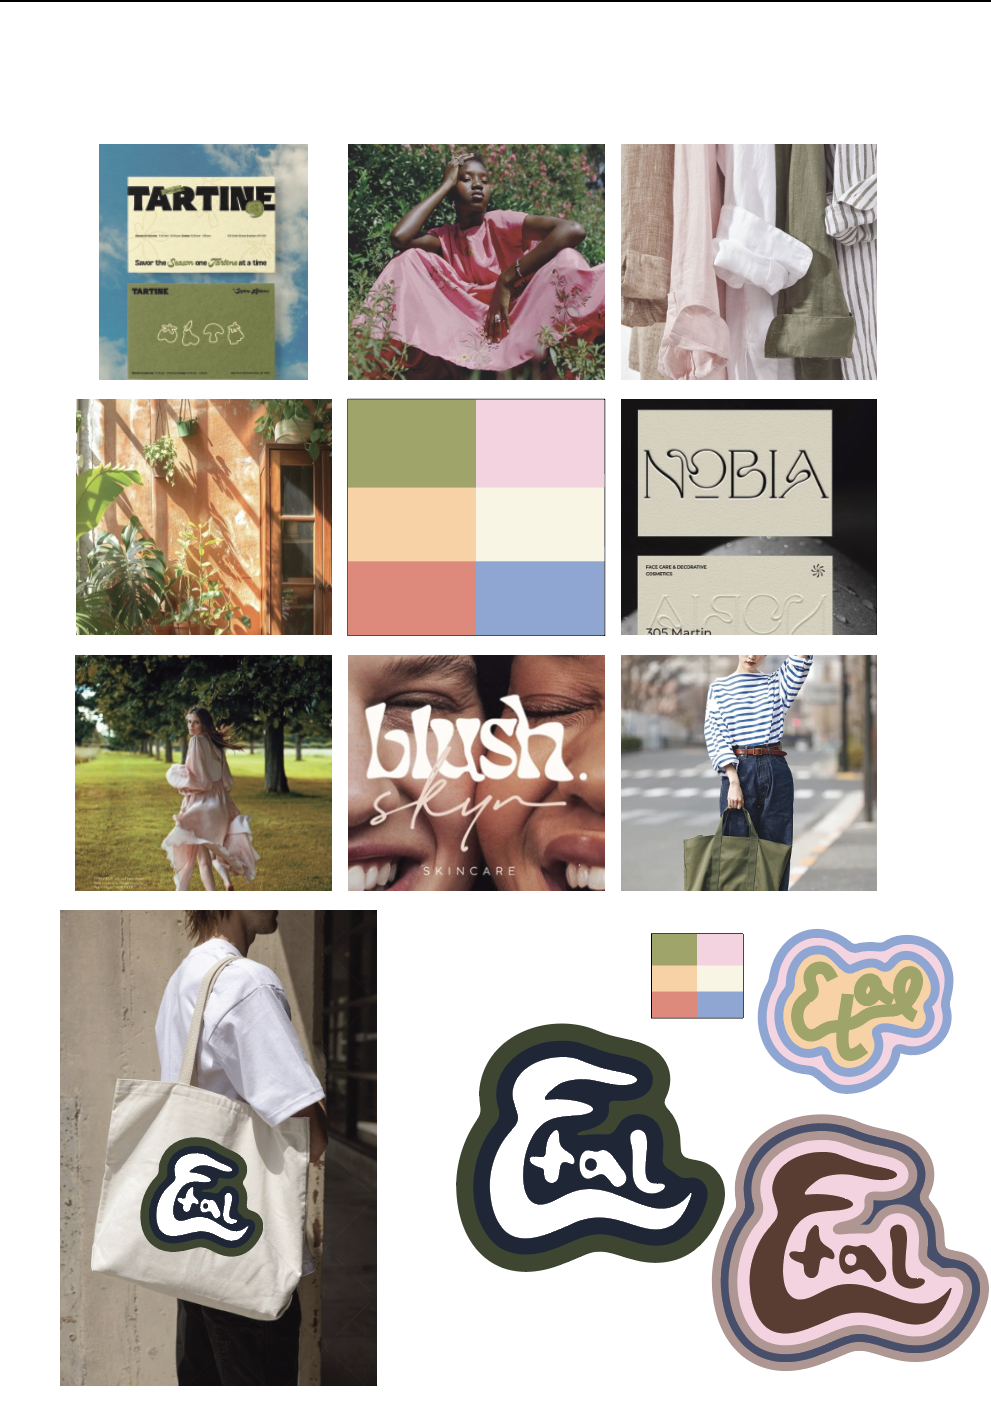 TARTINE
Savor the Season one Tartine at a time
TARTINE
NOBIA
FACE CARE & DECORATIVE
COSMETICS
NOBIA
305 Martin
blush.
skyn
SKINCARE
Etal
Etal
Etal
Etal